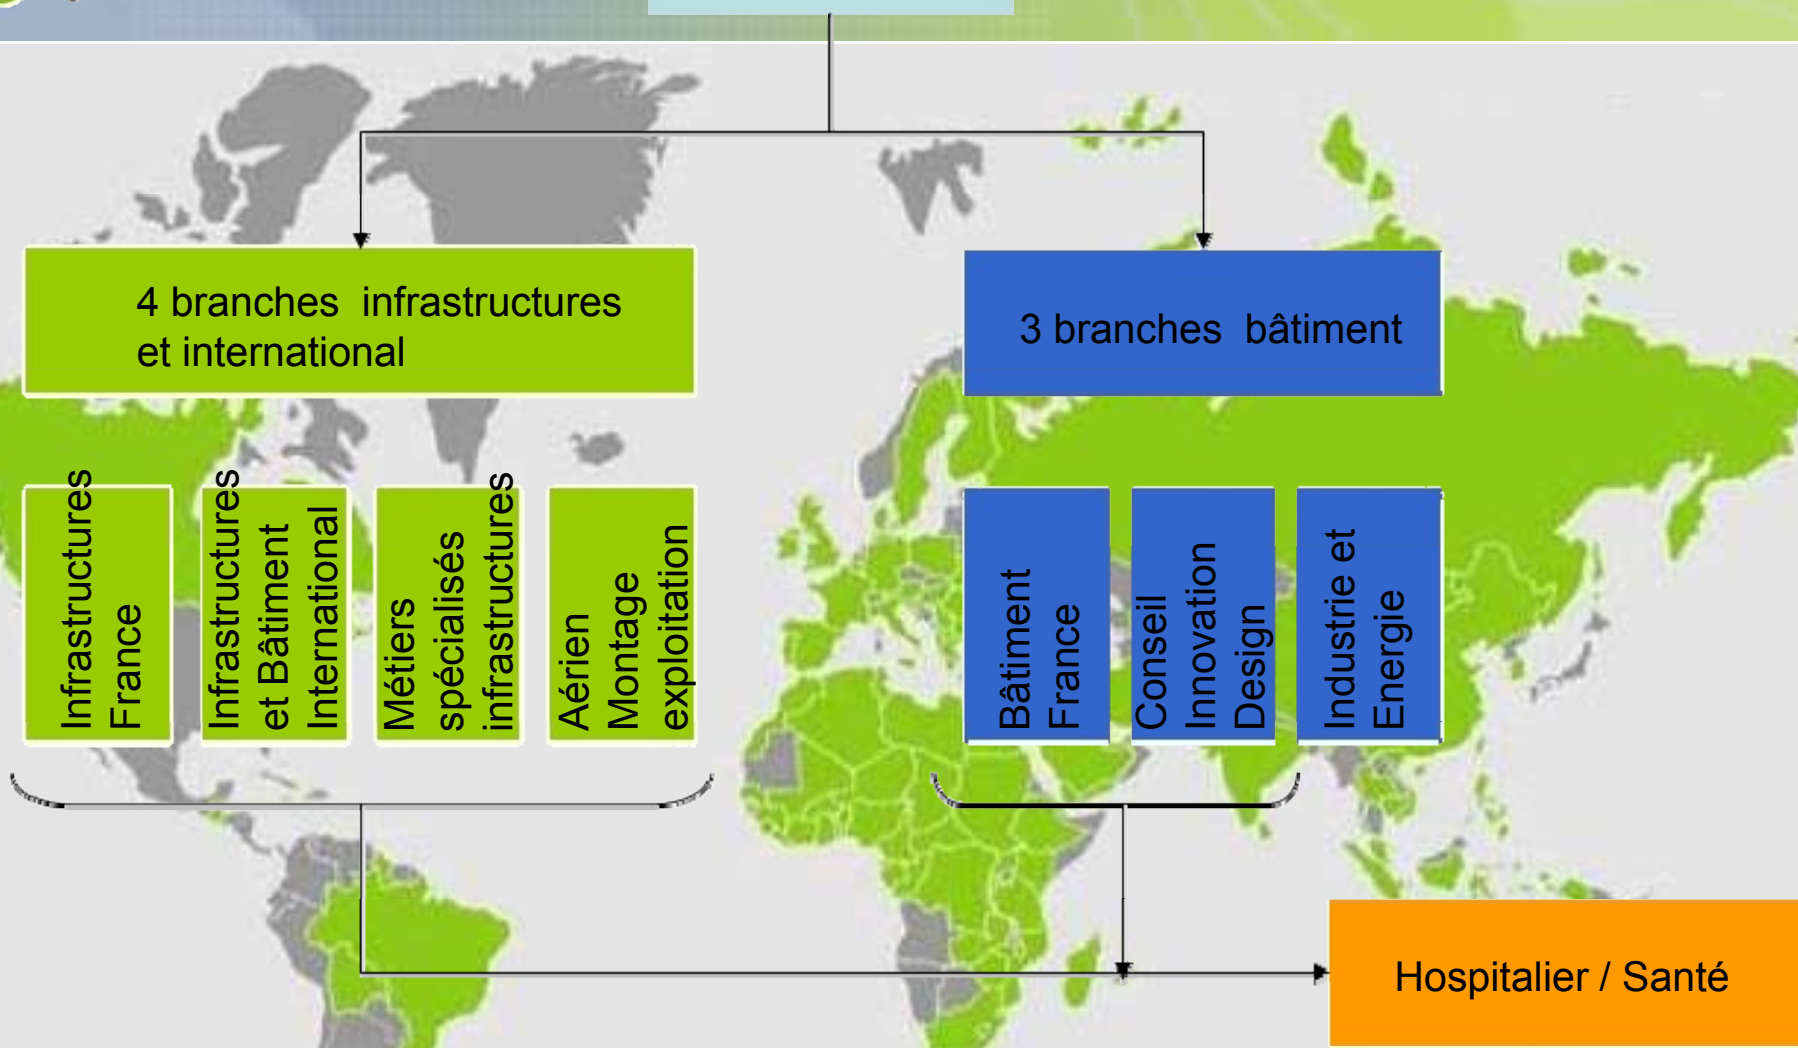 4 branches infrastructures
et international
3 branches bâtiment
Infrastructures
France
Infrastructures
et Bâtiment
International
Métiers
spécialisés
infrastructures
Aérien
Montage
exploitation
Bâtiment
France
Conseil
Innovation
Design
Industrie et
Energie
Hospitalier / Santé